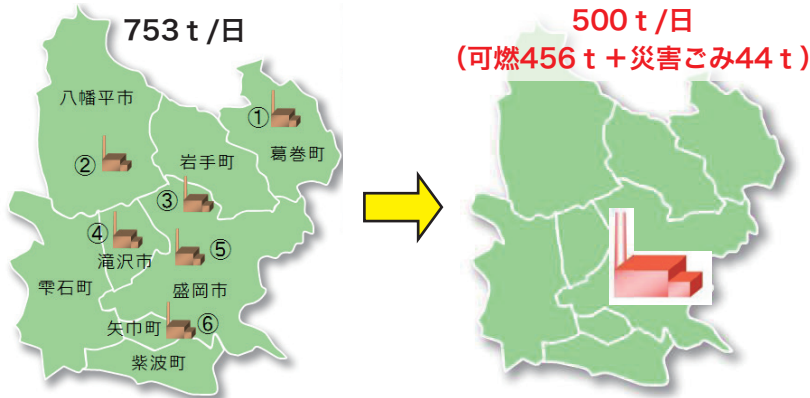 753ｔ/日
500ｔ/日
（可燃456ｔ＋災害ごみ44ｔ）
八幡平市
①
葛巻町
②
岩手町
③
④
滝沢市
⑤
雫石町
盛岡市
矢巾町
⑥
紫波町